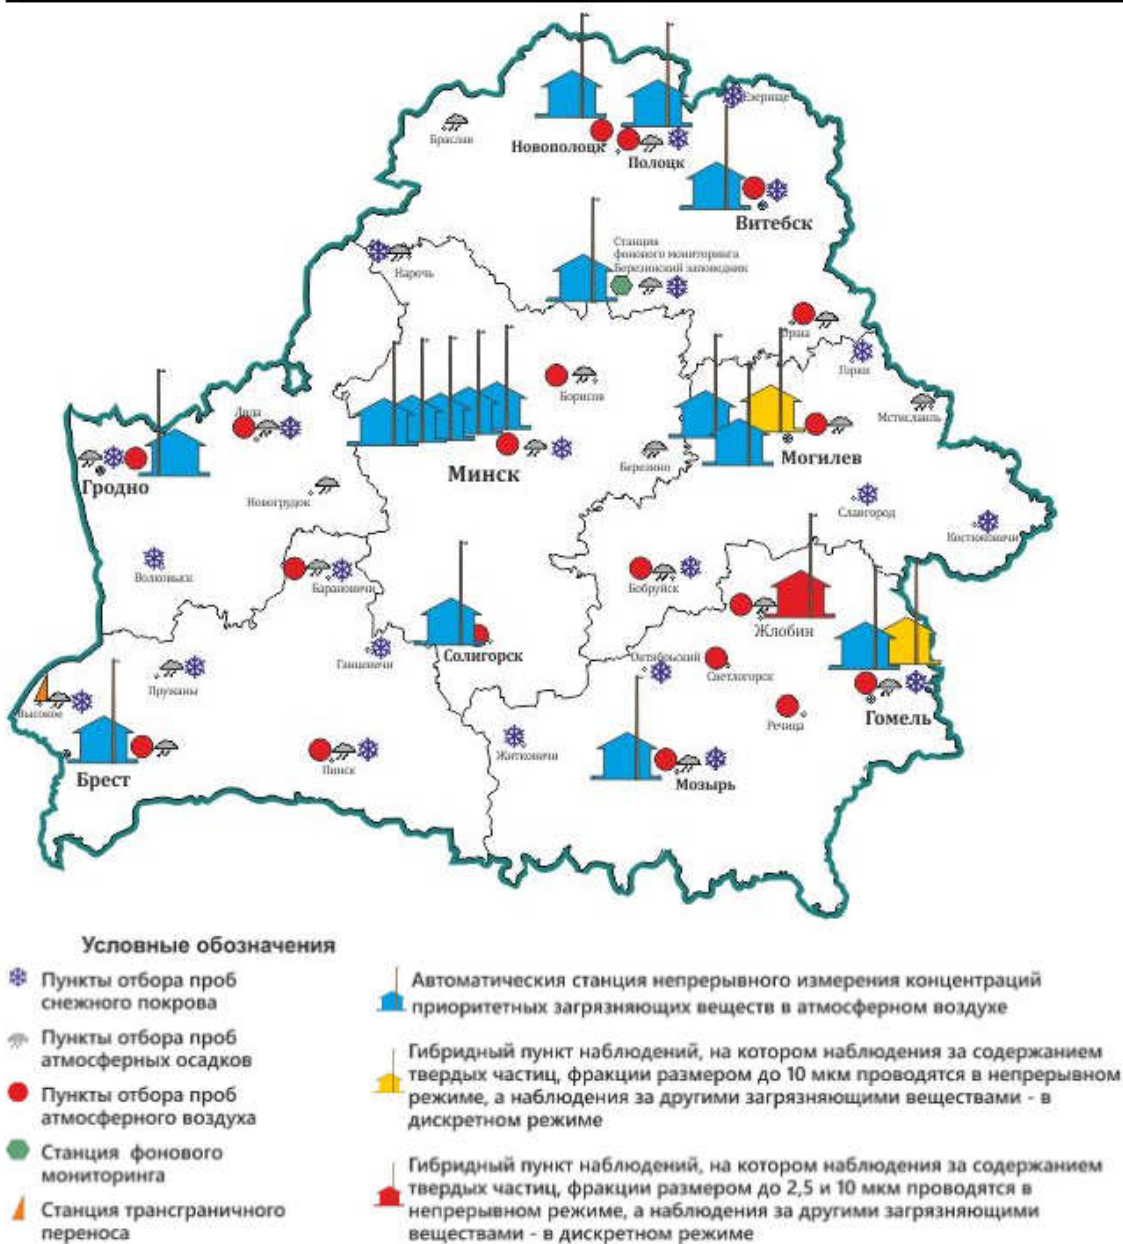 Езерище
Браслав
Новополоцк
Полоцк
Витебск
Станция
фонового мониторинга
Березинский заповедник
Нарочь
Орша
Горки
Борисов
Мстиславль
Лида
Минск
Березино
Могилев
Гродно
Новогрудок
Славгород
Костюковичи
Волковыск
Барановичи
Бобруйск
Жлобин
Ганцевичи
Солигорск
Октябрьский
Светлогорск
Пружаны
Высокое
Речица
Гомель
Житковичи
Брест
Пинск
Мозырь
Условные обозначения
Пункты отбора проб
снежного покрова
Пункты отбора проб
атмосферных осадков
Пункты отбора проб
атмосферного воздуха
Станция фонового
мониторинга
Станция трансграничного
переноса
Автоматическия станция непрерывного измерения концентраций
приоритетных загрязняющих веществ в атмосферном воздухе
Гибридный пункт наблюдений, на котором наблюдения за содержанием
твердых частиц, фракции размером до 10 мкм проводятся в непрерывном
режиме, а наблюдения за другими загрязняющими веществами - в
дискретном режиме
Гибридный пункт наблюдений, на котором наблюдения за содержанием
твердых частиц, фракции размером до 2,5 и 10 мкм проводятся в
непрерывном режиме, а наблюдения за другими загрязняющими
веществами - в дискретном режиме